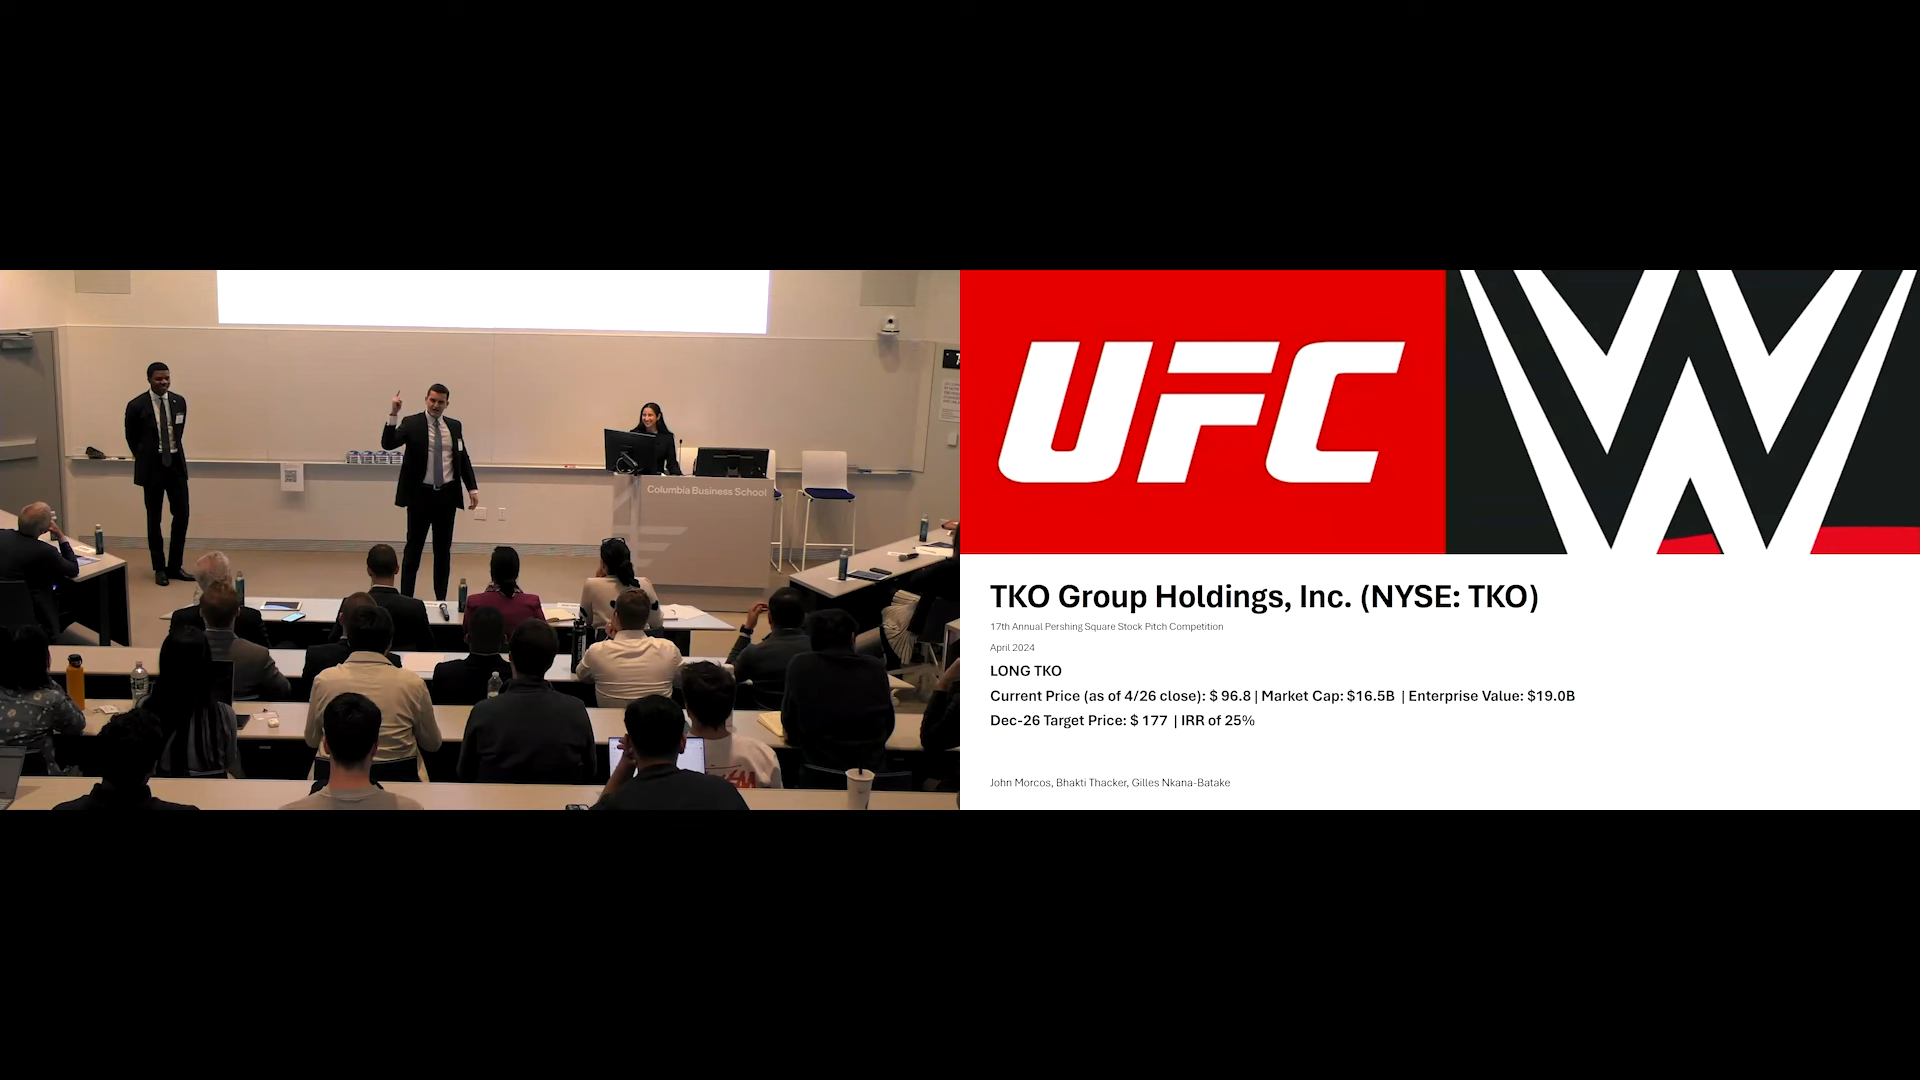 Columbia Business School
UFC
W
TKO Group Holdings, Inc. (NYSE: TKO)
17th Annual Pershing Square Stock Pitch Competition
April 2024
LONG TKO
Current Price (as of 4/26 close): $ 96.8 | Market Cap: $16.5B | Enterprise Value: $19.0B
Dec-26 Target Price: $ 177 | IRR of 25%
John Morcos, Bhakti Thacker, Gilles Nkana-Batake